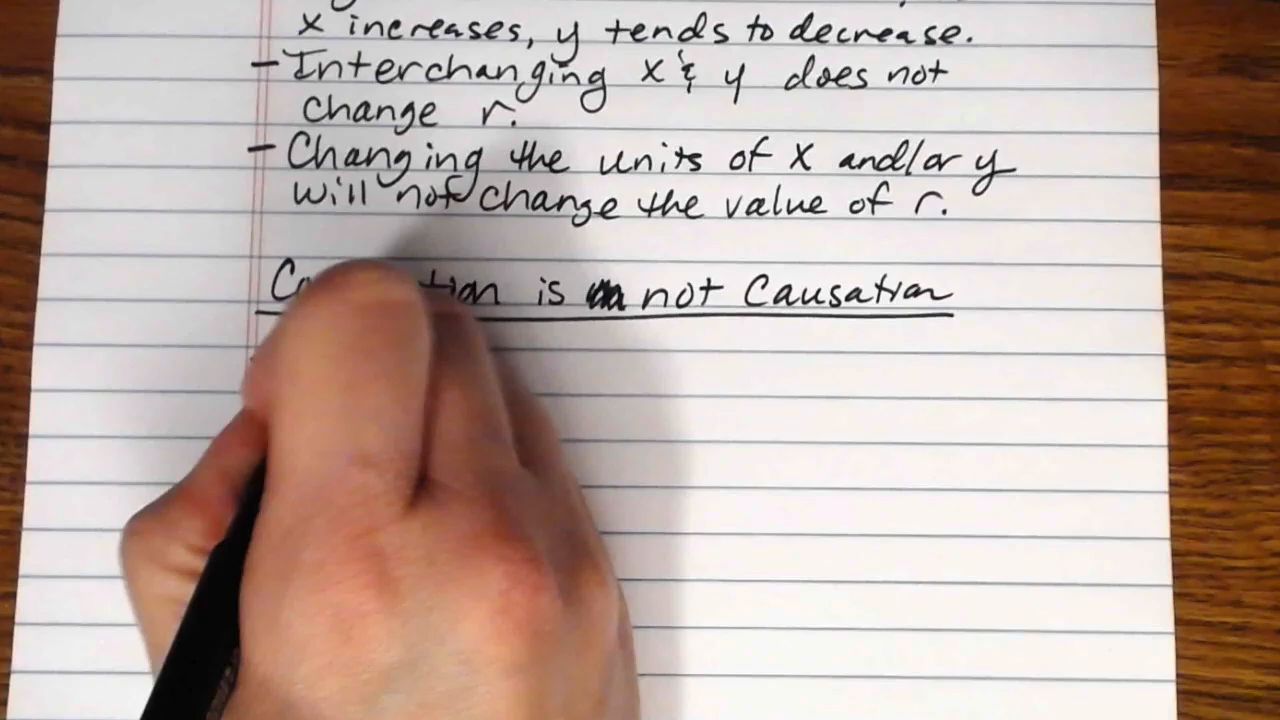 x increases, y tends to decrease.
- Interchanging x & y does not
change r.
- Changing the units of x and/or y
will not change the value of r.
is not Causation